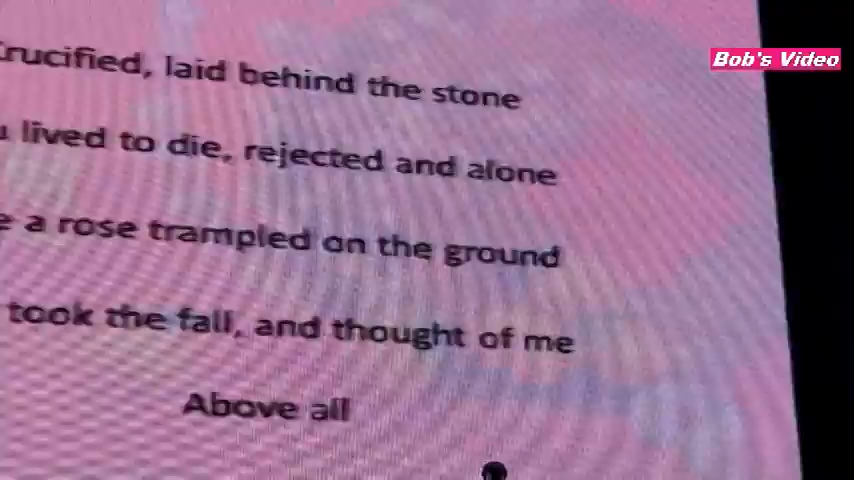 Crucified, laid behind the stone
lived to die, rejected and alone
a rose trampled on the ground
took the fall, and thought of me
Above all
Bob's Video